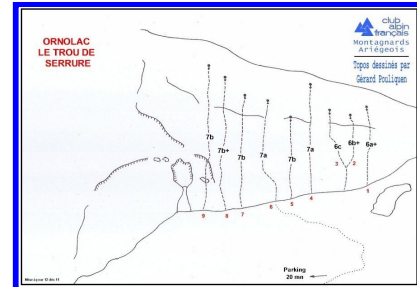 ORNOLAC
LE TROU DE
SERRURE
club
alpin
français
Montagnards
Ariégeois
Topos dessinés par
Gérard Pouliquen
7b
7b+
7b
7a
7b
7a
6c
6b+
6a+
3
2
1
9
8
7
6
5
4
Parking
20 mn